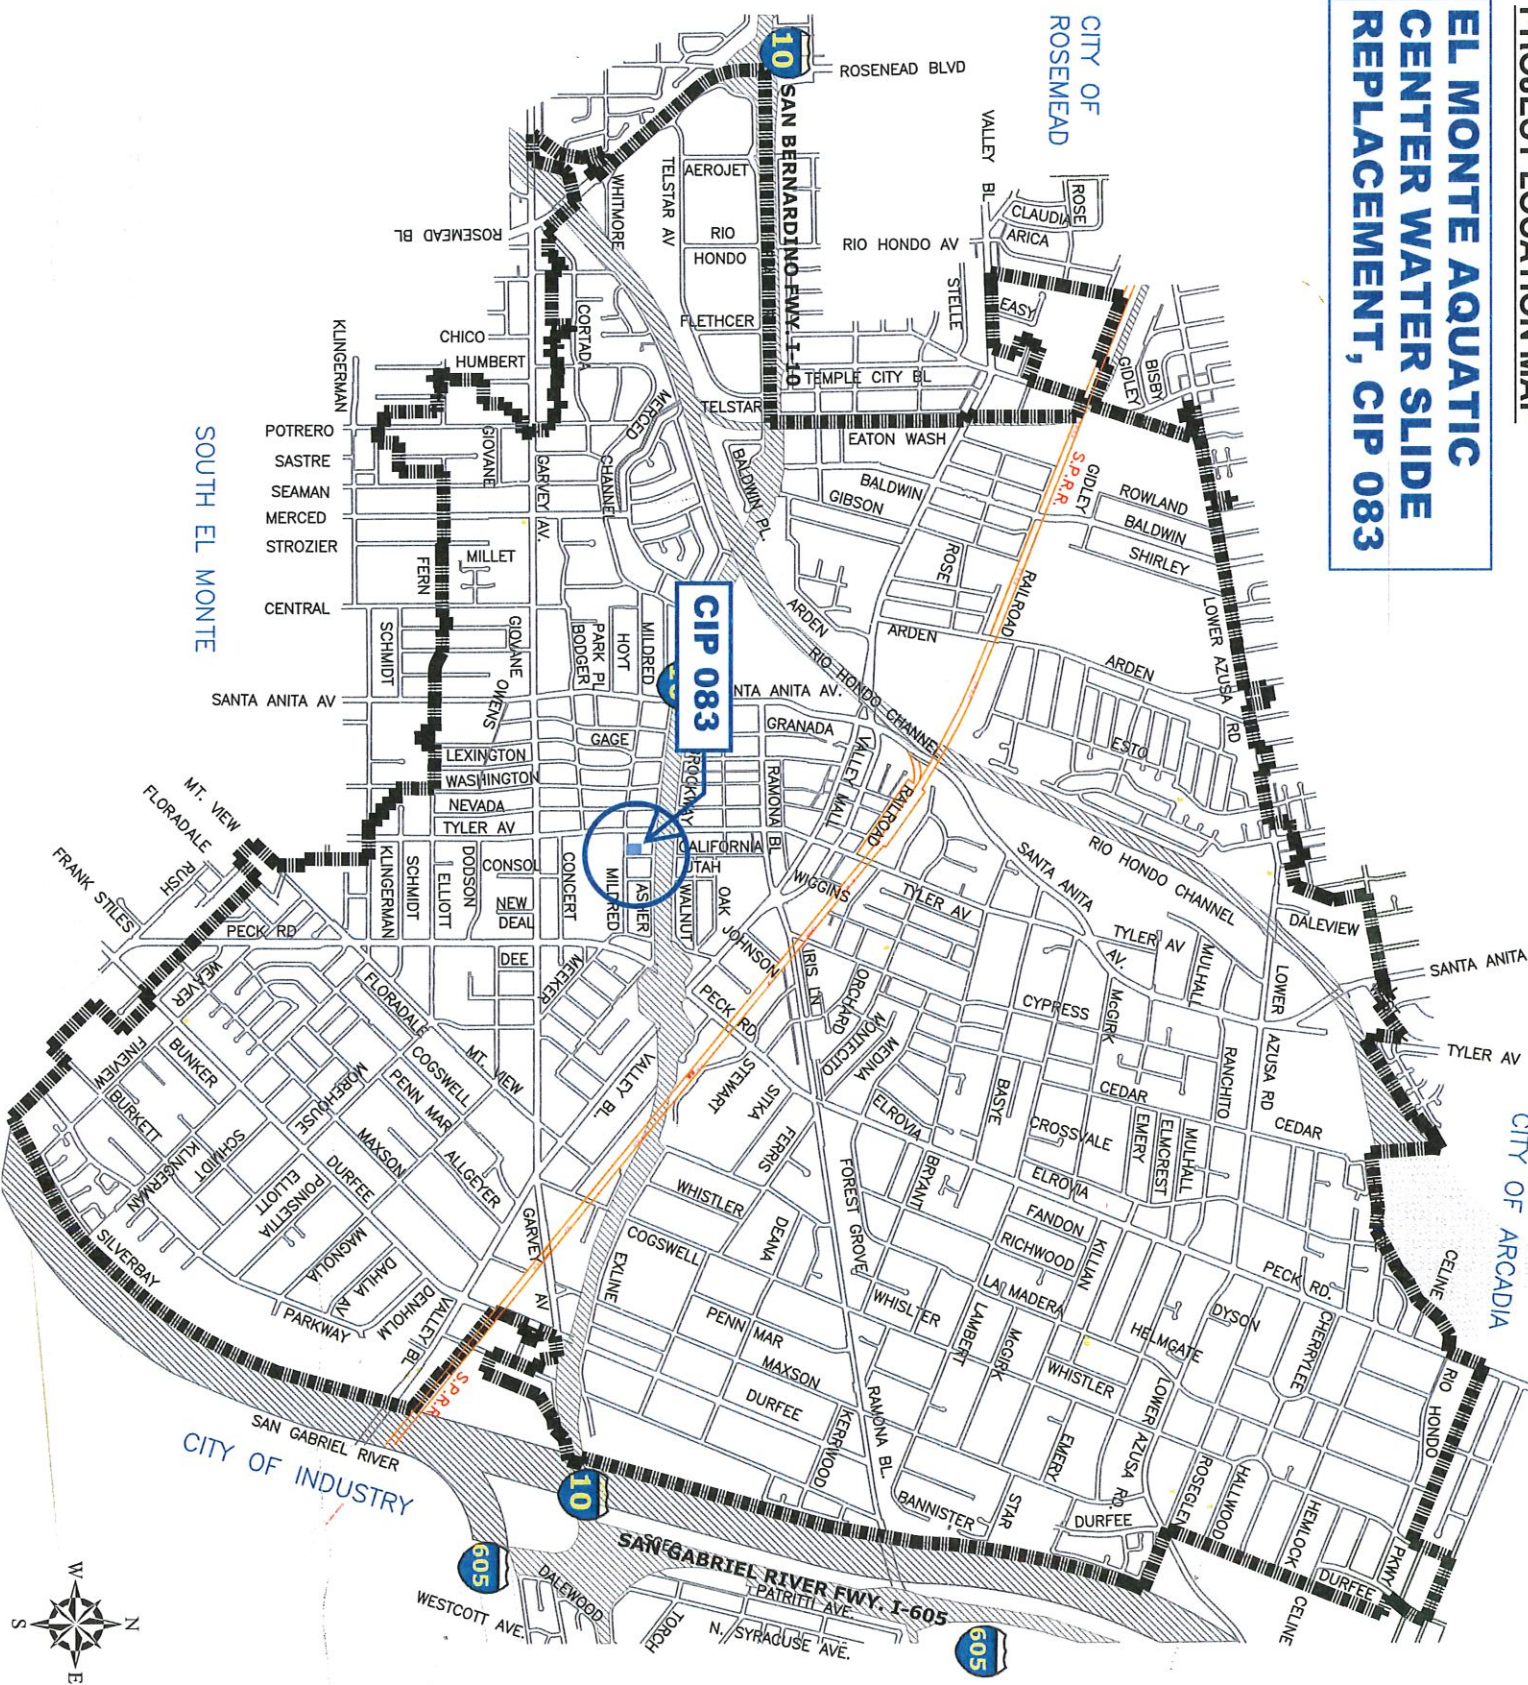 PROJECT LOCATION MAP
EL MONTE AQUATIC
CENTER WATER SLIDE
REPLACEMENT, CIP 083
CITY OF
ROSEMEAD
CITY OF ARCADIA
SOUTH EL MONTE
CITY OF INDUSTRY
CIP 083
10
ROSENEAD BLVD
SAN BERNARDINO FWY. I-10
VALLEY BL
ROSE
CLAUDIA
ARICA
RIO HONDO AV
STELLE
EASY
BISBY
GIDLEY
TEMPLE CITY BL
EATON WASH
AEROJET
TELSTAR AV
WHITMORE
RIO
HONDO
FLETHCER
TELSTAR
ROSEMEAD BL
CORTADA
CHICO
HUMBERT
KLINGERMAN
MERCED
POTRERO
SASTRE
SEAMAN
MERCED
STROZIER
CENTRAL
GIOVANE
GARVEY AV.
CHANNEL
BALDWIN PL.
MILLET
FERN
SCHMIDT
GIOVANE
OWENS
SANTA ANITA AV
PARK PL
BODGER
HOYT
MILDRED
NTA ANITA AV.
BALDWIN
GIBSON
ROSE
S.P.R.R.
GIDLEY
ROWLAND
BALDWIN
SHIRLEY
RAILROAD
LOWER AZUSA
RD
ARDEN
ARDEN
ARDEN
RIO HONDO CHANNEL
ESTO
GRANADA
VALLEY MALL
RAMONA BL
ROCKWAY
GAGE
LEXINGTON
WASHINGTON
NEVADA
TYLER AV
RAILROAD
CALIFORNIA
UTAH
WIGGINS
WALNUT
OAK
ASHER
MILDRED
CONCERT
CONSOL
NEW
DEAL
DODSON
ELLIOTT
SCHMIDT
KLINGERMAN
MT. VIEW
FLORADALE
RUSH
FRANK STILES
PECK RD
WEAVER
FLORADALE
DEE
MEEKER
JOHNSON
PECK RD
IRIS LN
ORCHARD
MONTECITO
MEDINA
TYLER AV
SANTA ANITA
AV.
RIO HONDO CHANNEL
TYLER AV
MULHALL
LOWER
AZUSA RD
DALEVIEW
SANTA ANITA
TYLER AV
CYPRESS
McGIRK
RANCHITO
CEDAR
CEDAR
BASYE
CROSSVALE
EMERY
ELMCREST
MULHALL
ELROVIA
ELROVIA
BRYANT
STEWART
SITKA
FERRIS
VALLEY BL
MT. VIEW
COGSWELL
PENN MAR
MOREHOUSE
BUNKER
FINEVIEW
BURKETT
KLINGERMAN
SCHMIDT
ELLIOTT
POINSETTIA
DURFEE
MAXSON
ALLGEYER
MAGNOLIA
DAHLIA AV
DENHOLM
VALLEY BL
PARKWAY
SILVERBAY
GARVEY
AV
EXLINE
WHISTLER
COGSWELL
DEANA
FOREST GROVE
WHISLTER
PENN MAR
MAXSON
DURFEE
KERRWOOD
RAMONA BL.
FANDON
RICHWOOD
KILLIAN
LA MADERA
LAMBERT
McGIRK
WHISTLER
HELMGATE
DYSON
PECK RD.
CHERRYLEE
CELINE
RIO HONDO
PKWY
LOWER AZUSA RD.
EMERY
STAR
BANNISTER
DURFEE
ROSEGLEN
HALLWOOD
HEMLOCK
DURFEE
CELINE
S.P.R.R.
SAN GABRIEL RIVER
10
605
SAN GABRIEL RIVER FWY. I-605
605
DALEWOOD
WESTCOTT AVE.
TORCH
PATRITTI AVE
N. SYRACUSE AVE.
N
W
E
S